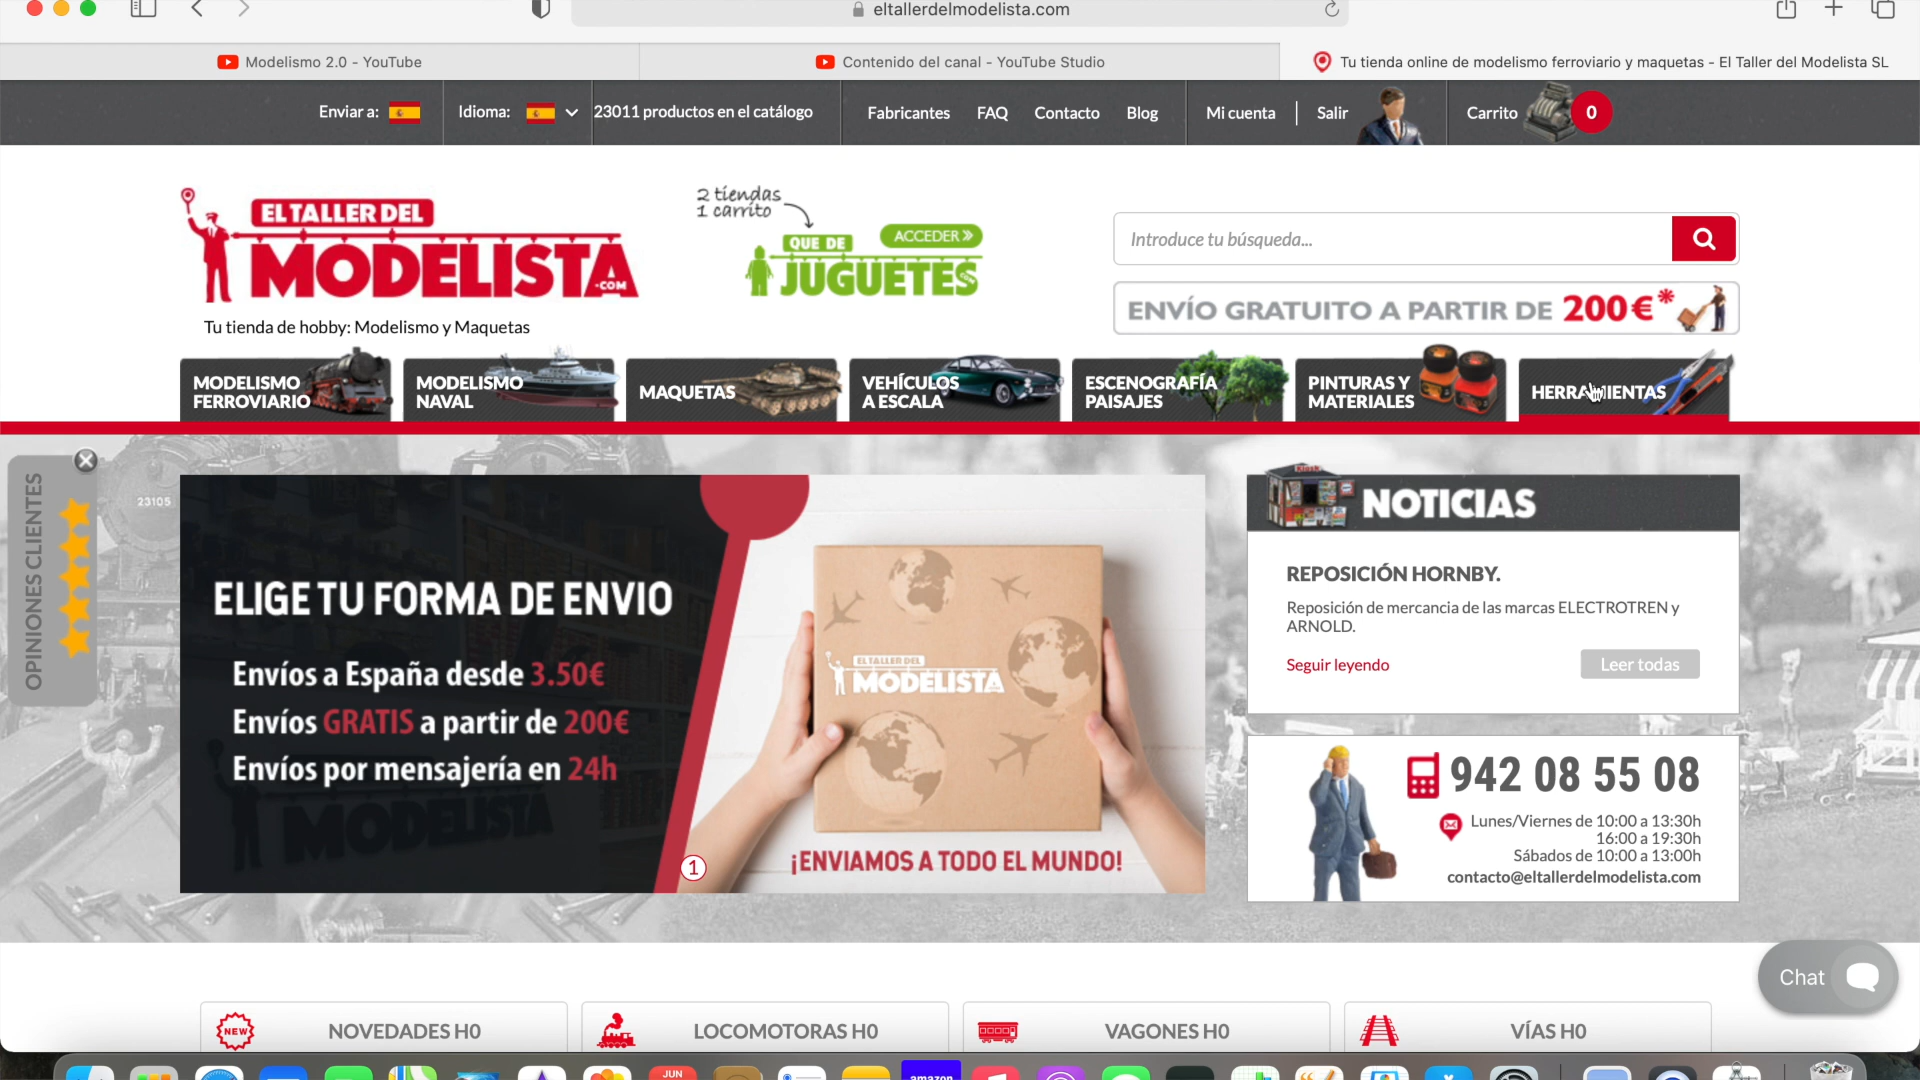 eltallerdelmodelista.com
Modelismo 2.0 - YouTube
Contenido del canal - YouTube Studio
Tu tienda online de modelismo ferroviario y maquetas - El Taller del Modelista SL
Enviar a:
Idioma:
23011 productos en el catálogo
Fabricantes
FAQ
Contacto
Blog
Mi cuenta
Salir
Carrito
0
EL TALLER DEL
MODELISTA
.COM
Tu tienda de hobby: Modelismo y Maquetas
2 tiendas
1 carrito
ACCEDER
QUE DE
JUGUETES
Introduce tu búsqueda...
ENVÍO GRATUITO A PARTIR DE 200€*
MODELISMO
FERROVIARIO
MODELISMO
NAVAL
MAQUETAS
VEHÍCULOS
A ESCALA
ESCENOGRAFÍA
PAISAJES
PINTURAS Y
MATERIALES
HERRAMIENTAS
OPINIONES CLIENTES
23105
ELIGE TU FORMA DE ENVIO
Envíos a España desde 3.50€
Envíos GRATIS a partir de 200€
Envíos por mensajería en 24h
MODELISTA
EL TALLER DEL
MODELISTA
¡ENVIAMOS A TODO EL MUNDO!
1
NOTICIAS
REPOSICIÓN HORNBY.
Reposición de mercancia de las marcas ELECTROTREN y
ARNOLD.
Seguir leyendo
Leer todas
942 08 55 08
Lunes/Viernes de 10:00 a 13:30h
16:00 a 19:30h
Sábados de 10:00 a 13:00h
contacto@eltallerdelmodelista.com
Chat
NEW
NOVEDADES H0
LOCOMOTORAS H0
VAGONES H0
VÍAS H0
JUN
amazon